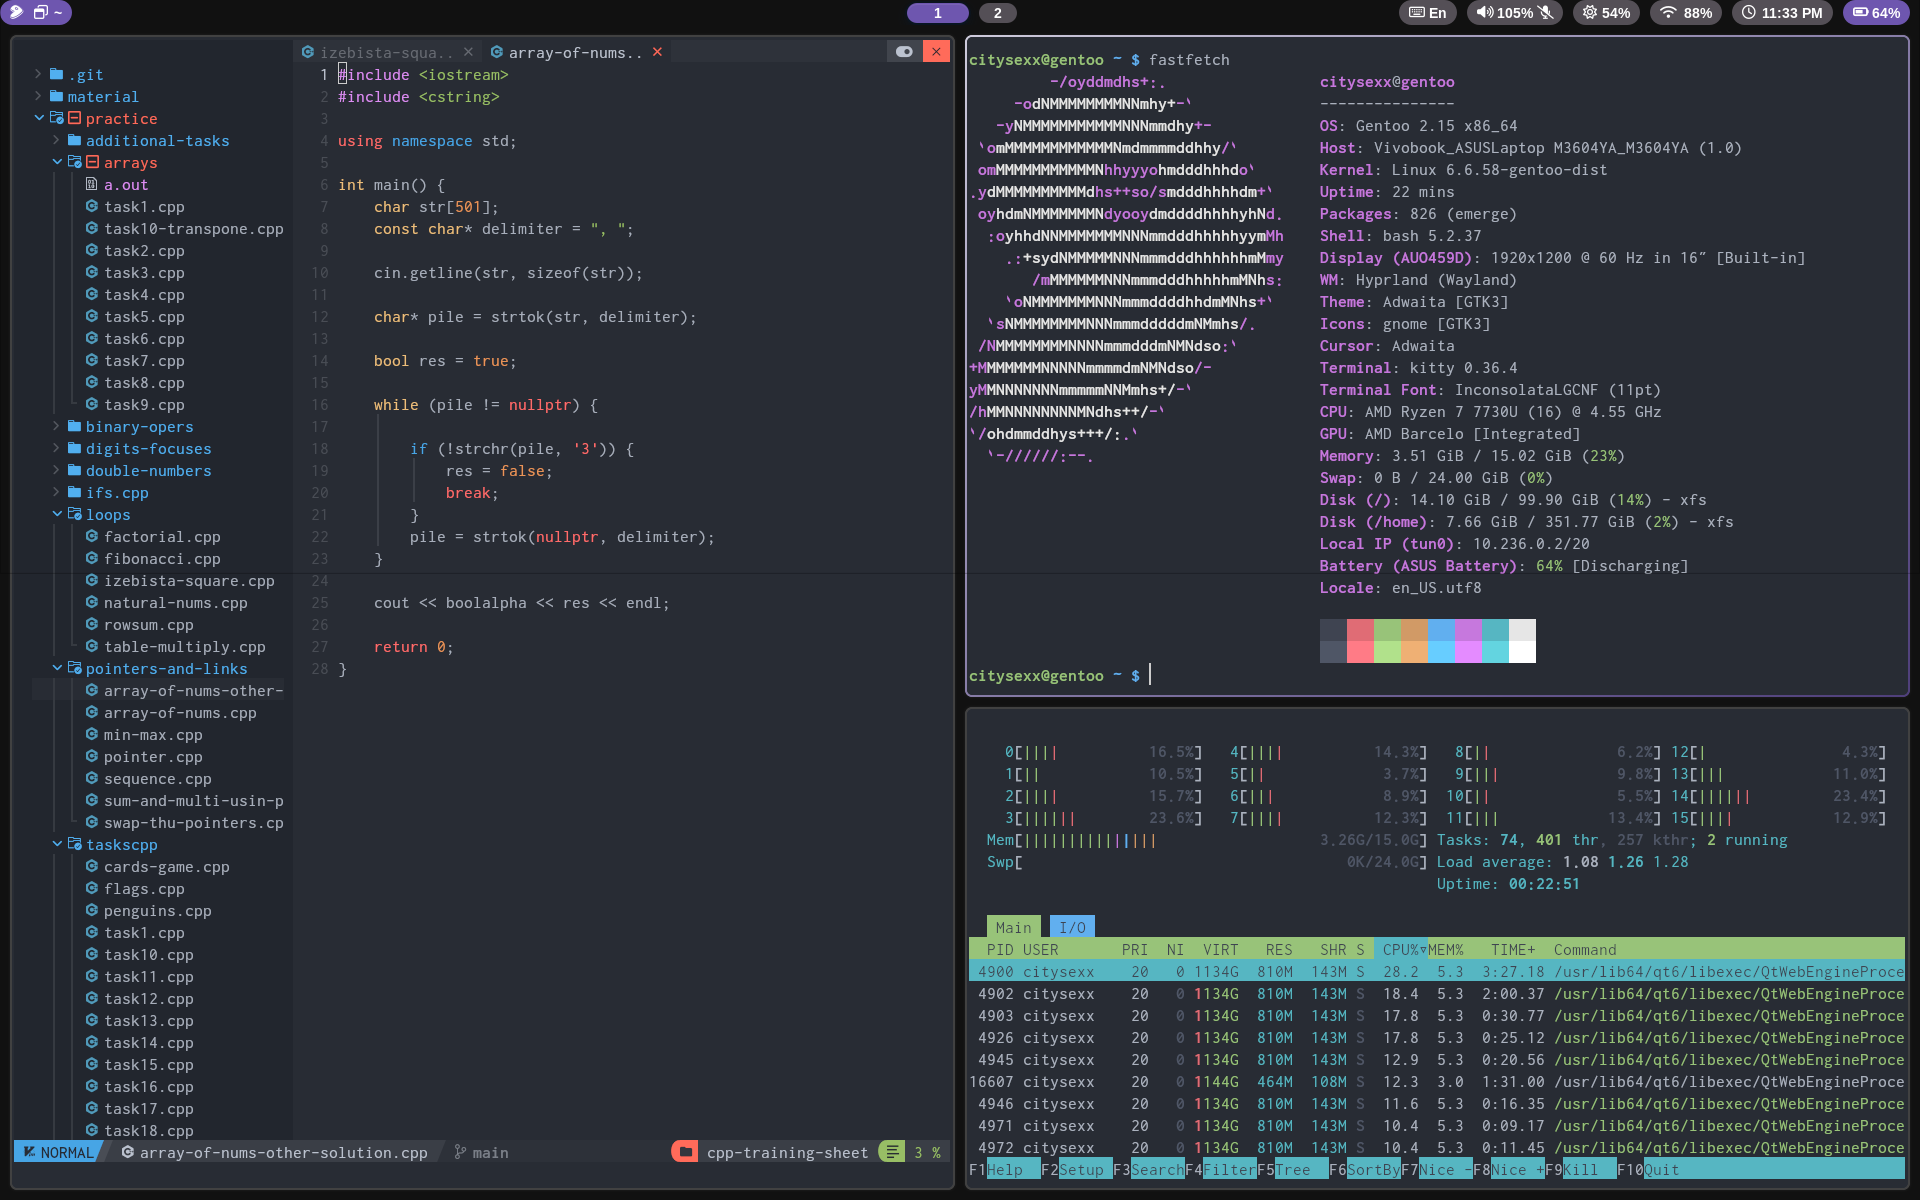 ~
1 2
En 105% 54% 88% 11:33 PM 64%
izebista-squa.. × array-of-nums.. ×
.git
material
practice
additional-tasks
arrays
a.out
task1.cpp
task10-transpone.cpp
task2.cpp
task3.cpp
task4.cpp
task5.cpp
task6.cpp
task7.cpp
task8.cpp
task9.cpp
binary-opers
digits-focuses
double-numbers
ifs.cpp
loops
factorial.cpp
fibonacci.cpp
izebista-square.cpp
natural-nums.cpp
rowsum.cpp
table-multiply.cpp
pointers-and-links
array-of-nums-other-
array-of-nums.cpp
min-max.cpp
pointer.cpp
sequence.cpp
sum-and-multi-usin-p
swap-thu-pointers.cp
taskscpp
cards-game.cpp
flags.cpp
penguins.cpp
task1.cpp
task10.cpp
task11.cpp
task12.cpp
task13.cpp
task14.cpp
task15.cpp
task16.cpp
task17.cpp
task18.cpp
1 #include <iostream>
2 #include <cstring>
3
4 using namespace std;
5
6 int main() {
7     char str[501];
8     const char* delimiter = ", ";
9
10     cin.getline(str, sizeof(str));
11
12     char* pile = strtok(str, delimiter);
13
14     bool res = true;
15
16     while (pile != nullptr) {
17
18         if (!strchr(pile, '3')) {
19             res = false;
20             break;
21         }
22         pile = strtok(nullptr, delimiter);
23     }
24
25     cout << boolalpha << res << endl;
26
27     return 0;
28 }
NORMAL array-of-nums-other-solution.cpp main cpp-training-sheet 3 %
citysexx@gentoo ~ $ fastfetch
-/oyddmdhs+:.
-odNMMMMMMMMNNmhy+-`
-yNMMMMMMMMMMMNNNmmdhy+-
`omMMMMMMMMMMMMNmdmmmmddhhy/`
omMMMMMMMMMMMNhhyyyohmdddhhhdo`
.ydMMMMMMMMMMdhs++so/smdddhhhhdm+`
oyhdmNMMMMMMMNdyooydmddddhhhhyhNd.
:oyhhdNNMMMMMMMNNNmmdddhhhhhyymMh
.:+sydNMMMMMNNNmmmdddhhhhhhmMmy
/mMMMMMMNNNmmmdddhhhhhmMNhs:
`oNMMMMMMMNNNmmmddddhhdmMNhs+`
`sNMMMMMMMMNNNmmmdddddmNMmhs/.
/NMMMMMMMMNNNNmmmdddmNMNdso:`
+MMMMMMMNNNNNmmmmdmNMNdso/-
yMMNNNNNNNmmmmmNNMmhs+/-`
/hMMNNNNNNNNMNdhs++/-`
`/ohdmmddhys+++/:.`
`-//////:--.
citysexx@gentoo
---------------
OS: Gentoo 2.15 x86_64
Host: Vivobook_ASUSLaptop M3604YA_M3604YA (1.0)
Kernel: Linux 6.6.58-gentoo-dist
Uptime: 22 mins
Packages: 826 (emerge)
Shell: bash 5.2.37
Display (AUO459D): 1920x1200 @ 60 Hz in 16″ [Built-in]
WM: Hyprland (Wayland)
Theme: Adwaita [GTK3]
Icons: gnome [GTK3]
Cursor: Adwaita
Terminal: kitty 0.36.4
Terminal Font: InconsolataLGCNF (11pt)
CPU: AMD Ryzen 7 7730U (16) @ 4.55 GHz
GPU: AMD Barcelo [Integrated]
Memory: 3.51 GiB / 15.02 GiB (23%)
Swap: 0 B / 24.00 GiB (0%)
Disk (/): 14.10 GiB / 99.90 GiB (14%) - xfs
Disk (/home): 7.66 GiB / 351.77 GiB (2%) - xfs
Local IP (tun0): 10.236.0.2/20
Battery (ASUS Battery): 64% [Discharging]
Locale: en_US.utf8
citysexx@gentoo ~ $
0[|||| 16.5%] 4[|||| 14.3%] 8[|| 6.2%] 12[| 4.3%]
1[|| 10.5%] 5[|| 3.7%] 9[||| 9.8%] 13[||| 11.0%]
2[|||| 15.7%] 6[||| 8.9%] 10[|| 5.5%] 14[|||||| 23.4%]
3[|||||| 23.6%] 7[|||| 12.3%] 11[||| 13.4%] 15[|||| 12.9%]
Mem[||||||||||||||| 3.26G/15.0G] Tasks: 74, 401 thr, 257 kthr; 2 running
Swp[ 0K/24.0G] Load average: 1.08 1.26 1.28
Uptime: 00:22:51
Main I/O
PID USER PRI NI VIRT RES SHR S CPU%▽MEM% TIME+ Command
4900 citysexx 20 0 1134G 810M 143M S 28.2 5.3 3:27.18 /usr/lib64/qt6/libexec/QtWebEngineProce
4902 citysexx 20 0 1134G 810M 143M S 18.4 5.3 2:00.37 /usr/lib64/qt6/libexec/QtWebEngineProce
4903 citysexx 20 0 1134G 810M 143M S 17.8 5.3 0:30.77 /usr/lib64/qt6/libexec/QtWebEngineProce
4926 citysexx 20 0 1134G 810M 143M S 17.8 5.3 0:25.12 /usr/lib64/qt6/libexec/QtWebEngineProce
4945 citysexx 20 0 1134G 810M 143M S 12.9 5.3 0:20.56 /usr/lib64/qt6/libexec/QtWebEngineProce
16607 citysexx 20 0 1144G 464M 108M S 12.3 3.0 1:31.00 /usr/lib64/qt6/libexec/QtWebEngineProce
4946 citysexx 20 0 1134G 810M 143M S 11.6 5.3 0:16.35 /usr/lib64/qt6/libexec/QtWebEngineProce
4971 citysexx 20 0 1134G 810M 143M S 10.4 5.3 0:09.17 /usr/lib64/qt6/libexec/QtWebEngineProce
4972 citysexx 20 0 1134G 810M 143M S 10.4 5.3 0:11.45 /usr/lib64/qt6/libexec/QtWebEngineProce
F1Help F2Setup F3SearchF4FilterF5Tree F6SortByF7Nice -F8Nice +F9Kill F10Quit